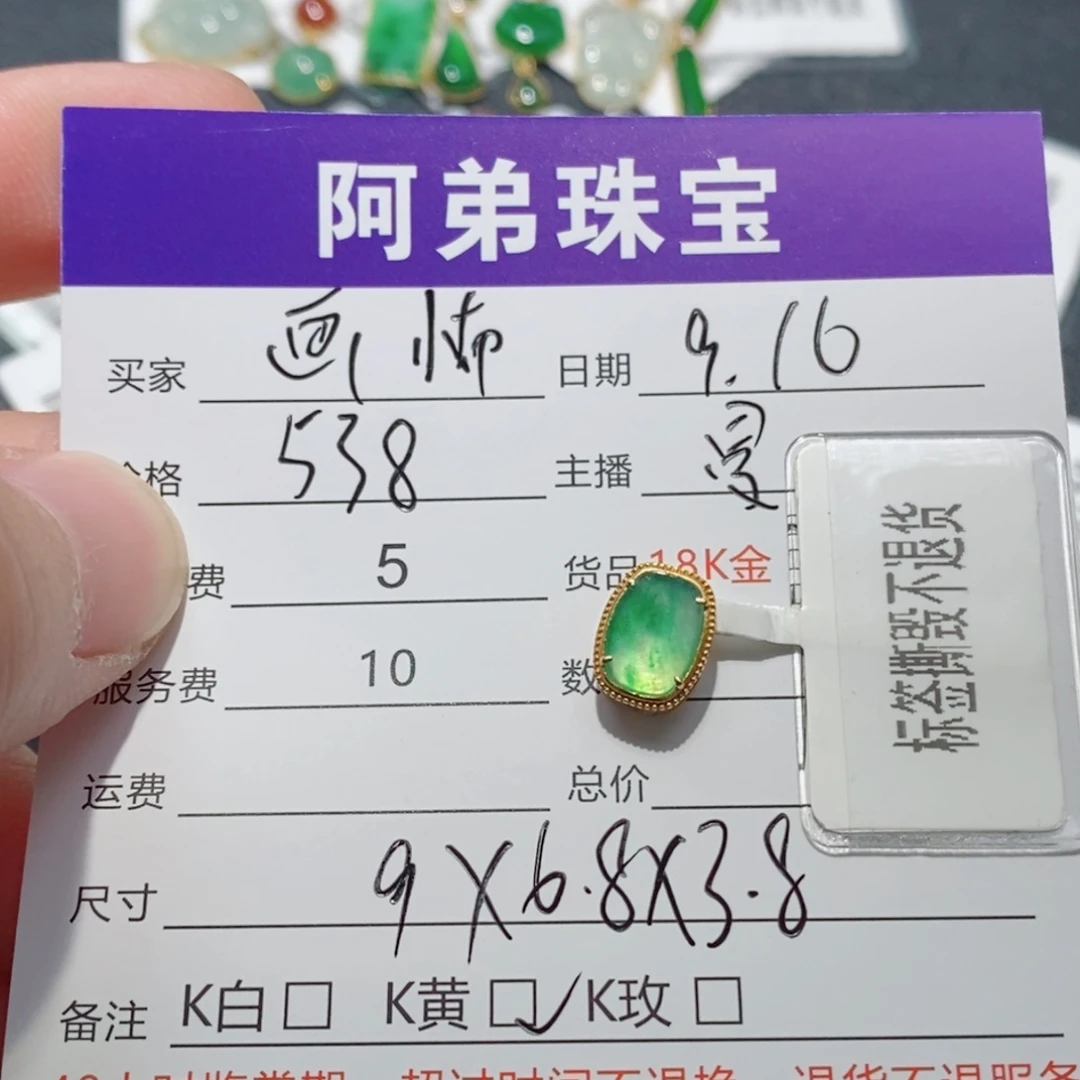 阿弟珠宝
买家 画 怖 日期 9.16
格 538 主播
费 5 货品 18K金
服务费 10 数
运费 总价
尺寸 9X6.8X3.8
备注 K白□ K黄□✓ K玫□
标签撕毁不退货